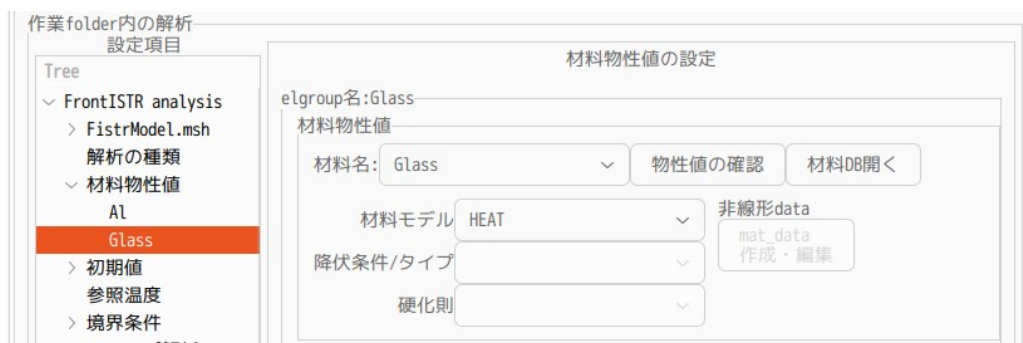 作業folder内の解析
設定項目
Tree
FrontISTR analysis
FistrModel.msh
解析の種類
材料物性値
Al
Glass
初期値
参照温度
境界条件
材料物性値の設定
elgroup名:Glass
材料物性値
材料名: Glass 物性値の確認 材料DB開く
材料モデル HEAT
非線形data
mat_data
作成・編集
降伏条件/タイプ
硬化則